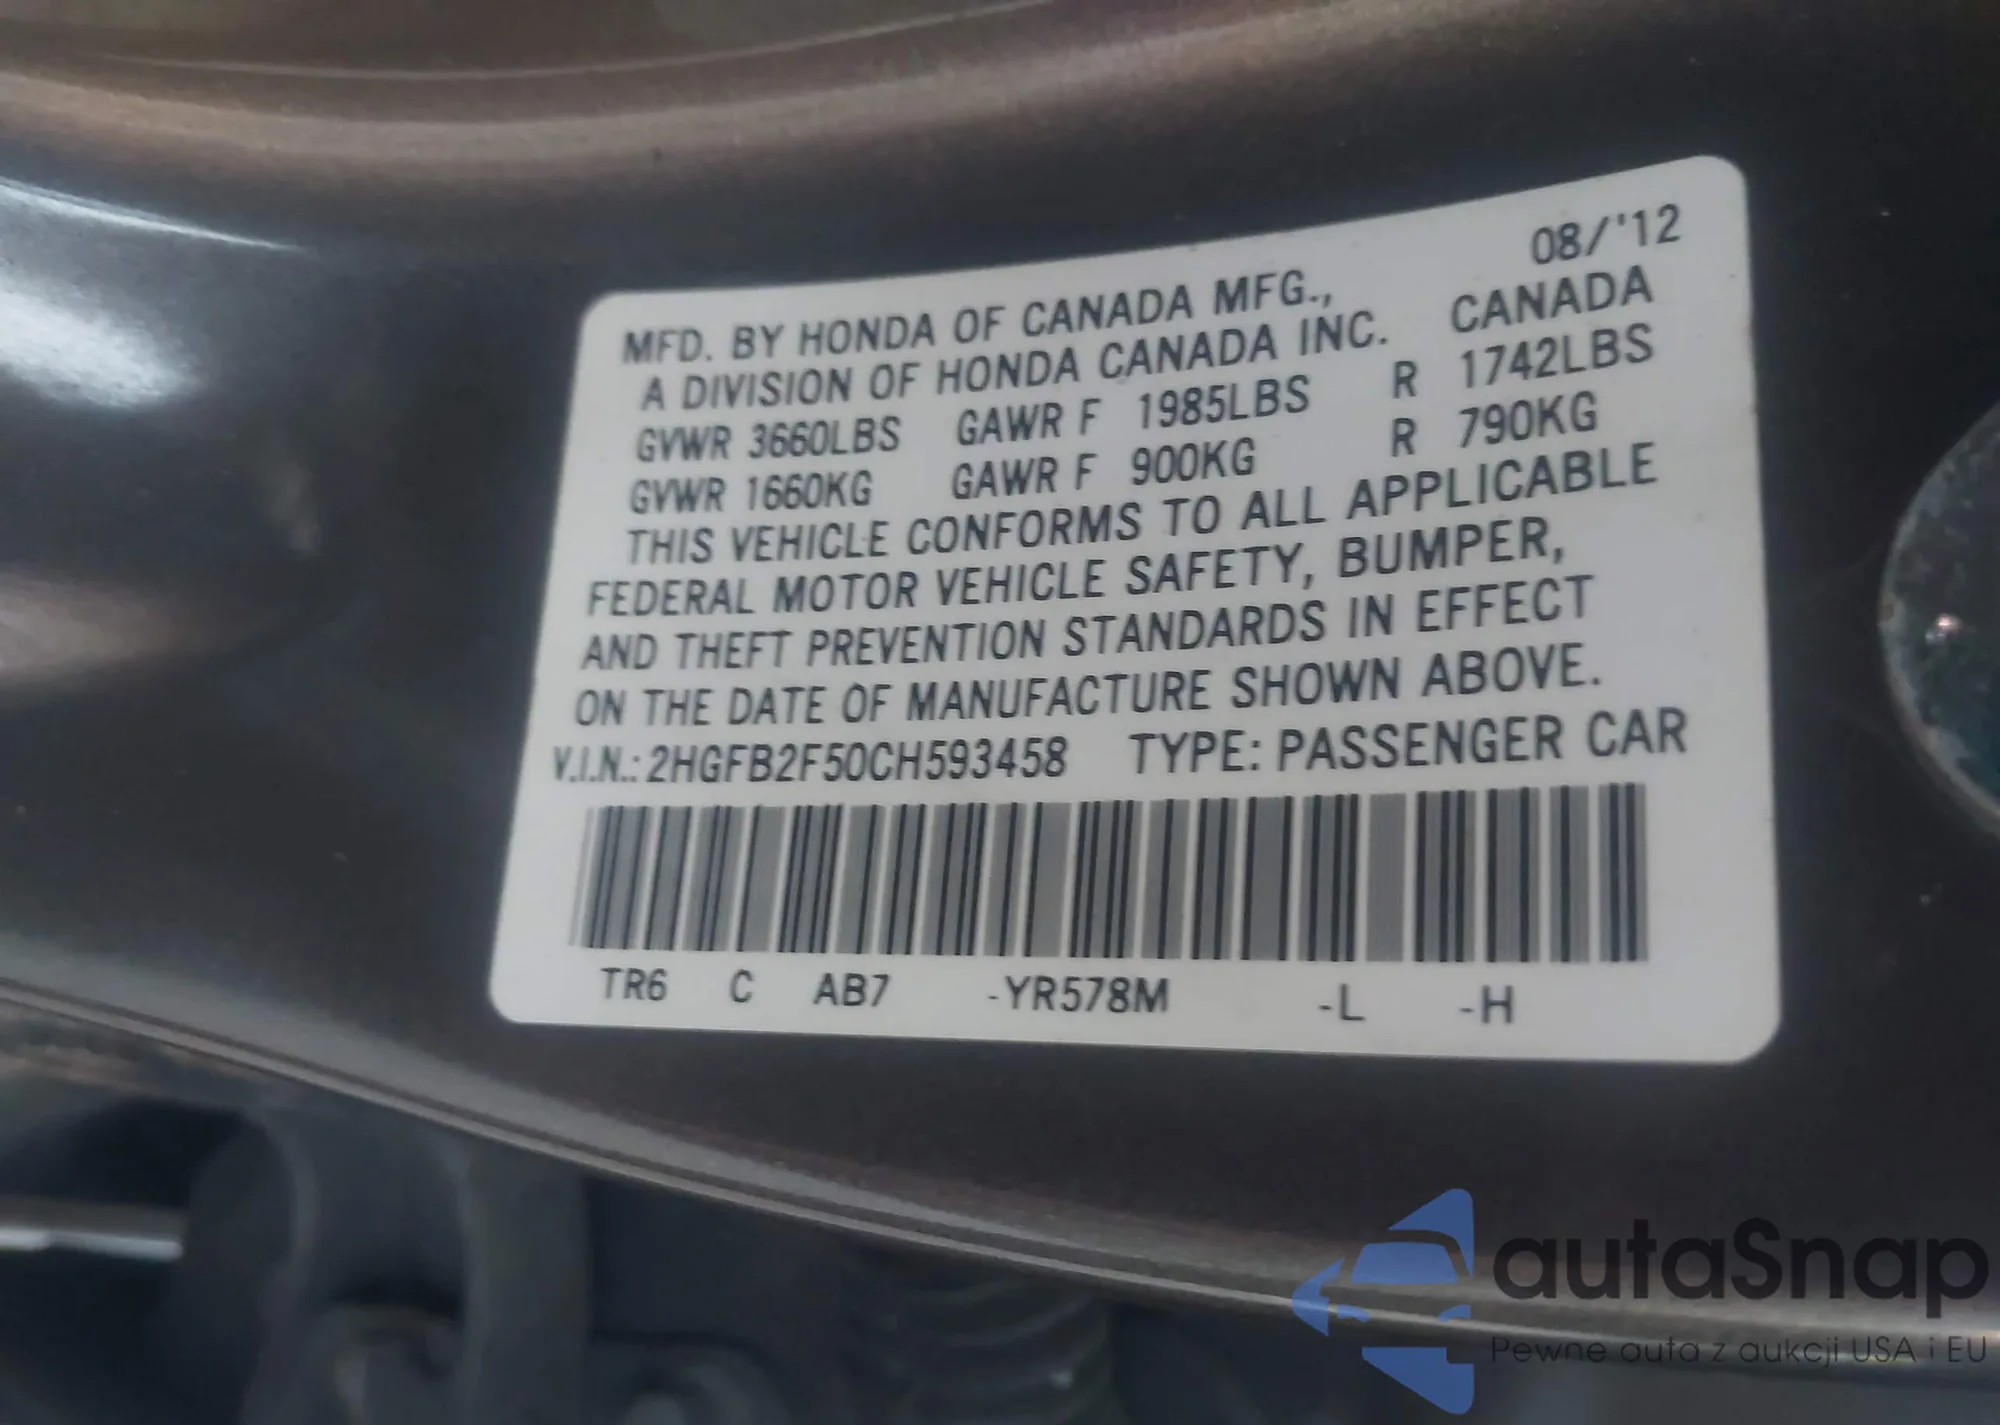 08/'12
MFD. BY HONDA OF CANADA MFG.,
A DIVISION OF HONDA CANADA INC. CANADA
GVWR 3660LBS GAWR F 1985LBS R 1742LBS
GVWR 1660KG GAWR F 900KG R 790KG
THIS VEHICLE CONFORMS TO ALL APPLICABLE
FEDERAL MOTOR VEHICLE SAFETY, BUMPER,
AND THEFT PREVENTION STANDARDS IN EFFECT
ON THE DATE OF MANUFACTURE SHOWN ABOVE.
V.I.N.: 2HGFB2F50CH593458 TYPE: PASSENGER CAR
TR6 C AB7 -YR578M -L -H
autaSnap
Pewne auta z aukcji USA i EU